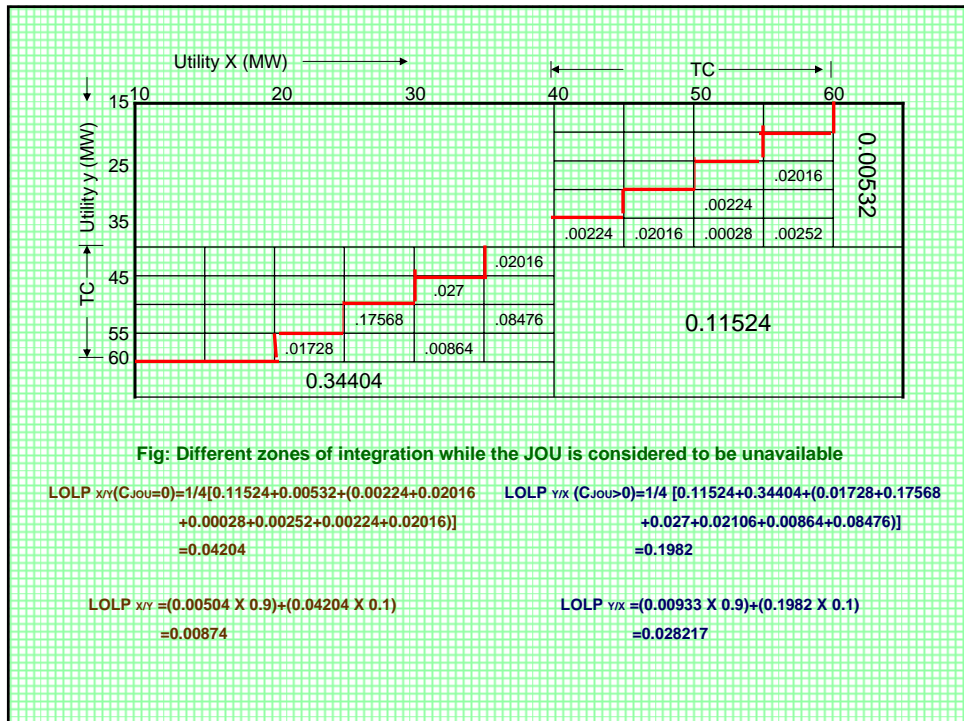 Utility X (MW)
TC
10 20 30 40 50 60
15
25
35
45
55
60
Utility y (MW)
TC
0.00532
.02016
.00224
.00224 .02016 .00028 .00252
.02016
.027
.17568 .08476
.01728 .00864
0.11524
0.34404
Fig: Different zones of integration while the JOU is considered to be unavailable
LOLP X/Y(CJOU=0)=1/4[0.11524+0.00532+(0.00224+0.02016
+0.00028+0.00252+0.00224+0.02016)]
=0.04204
LOLP Y/X (CJOU>0)=1/4 [0.11524+0.34404+(0.01728+0.17568
+0.027+0.02106+0.00864+0.08476)]
=0.1982
LOLP X/Y =(0.00504 X 0.9)+(0.04204 X 0.1)
=0.00874
LOLP Y/X =(0.00933 X 0.9)+(0.1982 X 0.1)
=0.028217